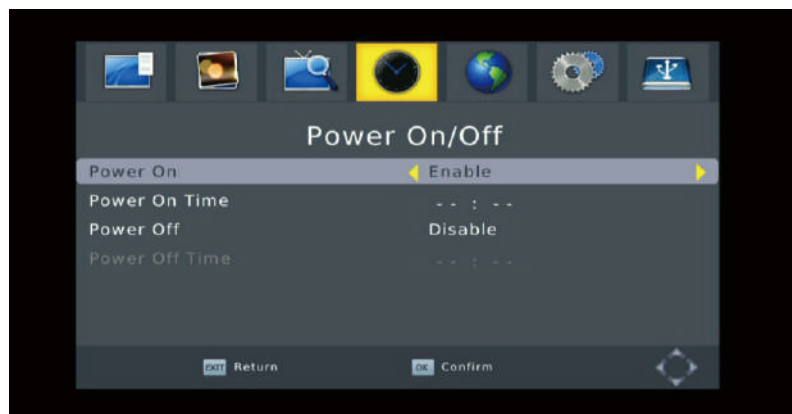 Power On/Off
Power On Enable
Power On Time -- : --
Power Off Disable
Power Off Time -- : --
EXIT Return OK Confirm